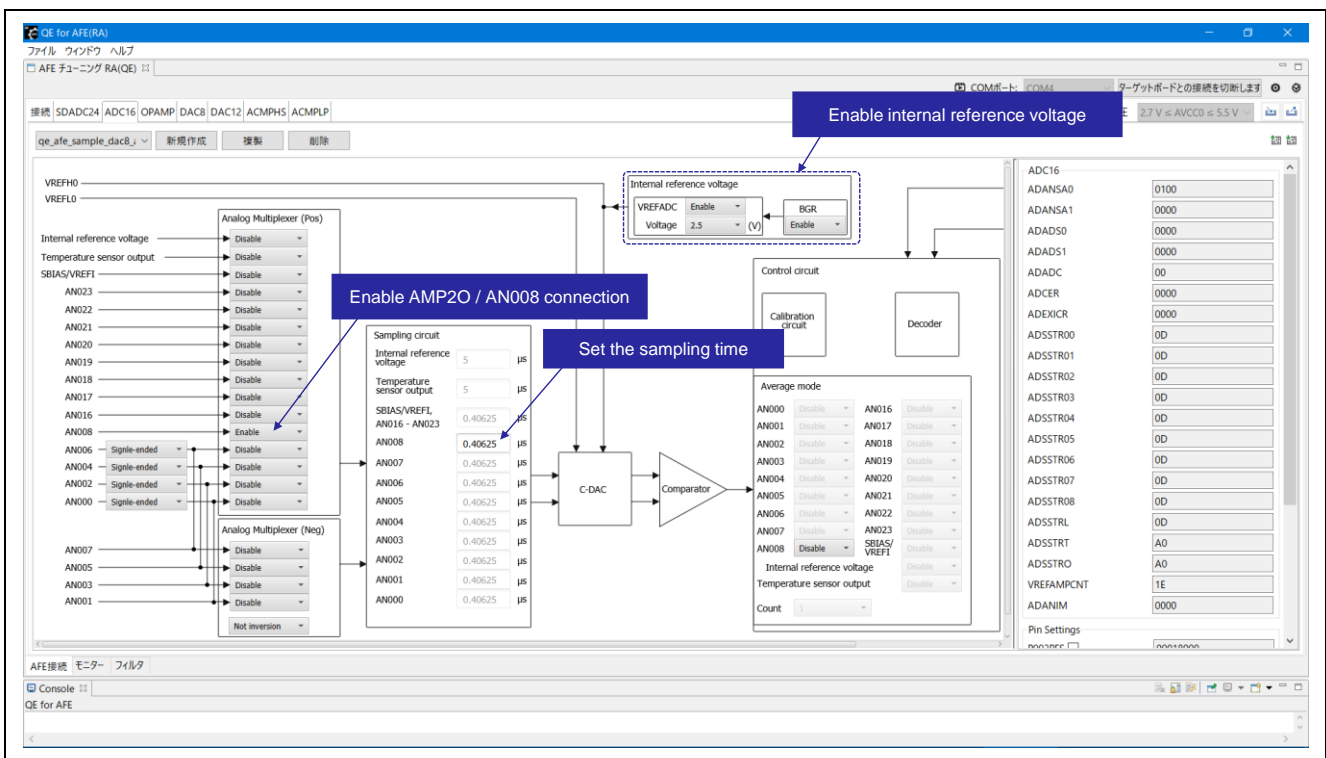 QE for AFE(RA)
ファイル ウィンドウ ヘルプ
AFE チューニング RA(QE)
COMポート: COM4 ターゲットボードとの接続を切断します
接続 SDADC24 ADC16 OPAMP DAC8 DAC12 ACMPHS ACMPLP
2.7 V ≤ AVCC0 ≤ 5.5 V
Enable internal reference voltage
qe_afe_sample_dac8_ 新規作成 複製 削除
VREFH0
VREFL0
Internal reference voltage
VREFADC Enable
Voltage 2.5 (V)
BGR
Enable
Analog Multiplexer (Pos)
Internal reference voltage Disable
Temperature sensor output Disable
SBIAS/VREFI Disable
AN023 Disable
AN022 Disable
AN021 Disable
AN020 Disable
AN019 Disable
AN018 Disable
AN017 Disable
AN016 Disable
AN008 Enable
AN006 Signle-ended Disable
AN004 Signle-ended Disable
AN002 Signle-ended Disable
AN000 Signle-ended Disable
Analog Multiplexer (Neg)
AN007 Disable
AN005 Disable
AN003 Disable
AN001 Disable
Not inversion
Enable AMP2O / AN008 connection
Set the sampling time
Sampling circuit
Internal reference
voltage 5 µs
Temperature
sensor output 5 µs
SBIAS/VREFI,
AN016 - AN023 0.40625 µs
AN008 0.40625 µs
AN007 0.40625 µs
AN006 0.40625 µs
AN005 0.40625 µs
AN004 0.40625 µs
AN003 0.40625 µs
AN002 0.40625 µs
AN001 0.40625 µs
AN000 0.40625 µs
C-DAC
Comparator
Control circuit
Calibration
circuit
Decoder
Average mode
AN000 Disable AN016 Disable
AN001 Disable AN017 Disable
AN002 Disable AN018 Disable
AN003 Disable AN019 Disable
AN004 Disable AN020 Disable
AN005 Disable AN021 Disable
AN006 Disable AN022 Disable
AN007 Disable AN023 Disable
AN008 Disable SBIAS/
VREFI Disable
Internal reference voltage Disable
Temperature sensor output Disable
Count 1
ADC16
ADANSA0 0100
ADANSA1 0000
ADADS0 0000
ADADS1 0000
ADADC 00
ADCER 0000
ADEXICR 0000
ADSSTR00 0D
ADSSTR01 0D
ADSSTR02 0D
ADSSTR03 0D
ADSSTR04 0D
ADSSTR05 0D
ADSSTR06 0D
ADSSTR07 0D
ADSSTR08 0D
ADSSTRL 0D
ADSSTRT A0
ADSSTRO A0
VREFAMPCNT 1E
ADANIM 0000
Pin Settings
AFE接続 モニター フィルタ
Console
QE for AFE